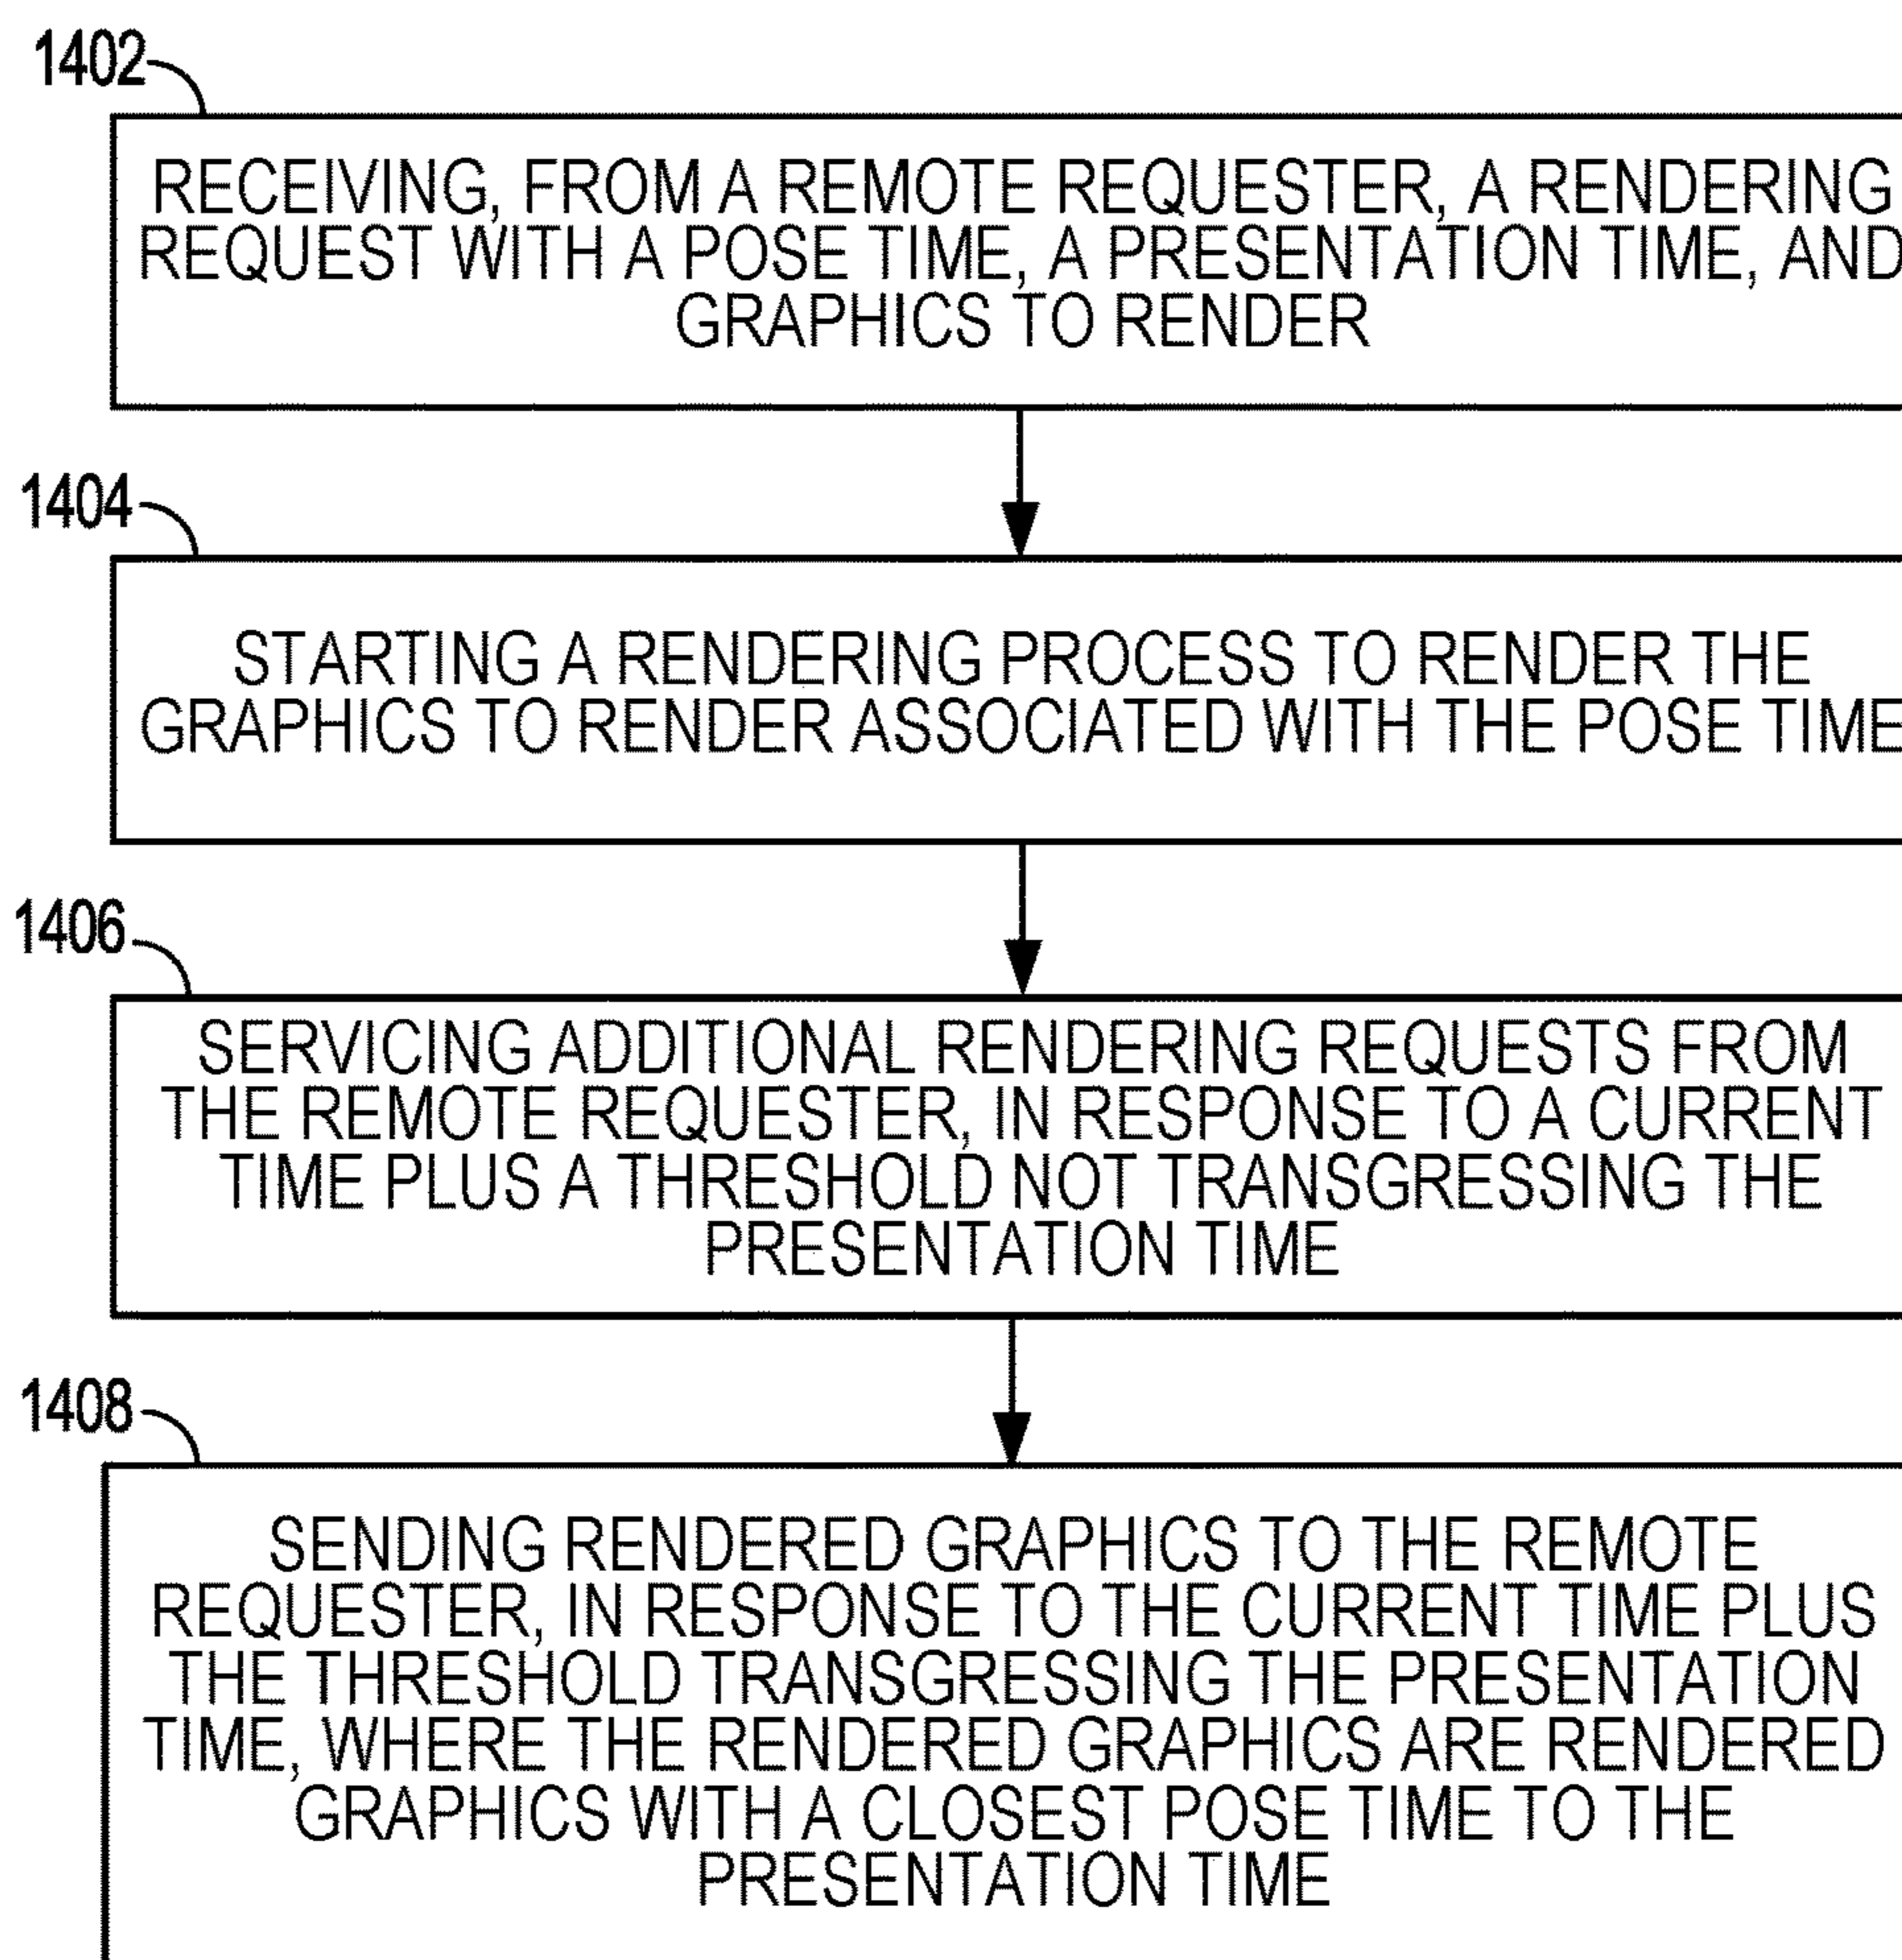 1402
RECEIVING, FROM A REMOTE REQUESTER, A RENDERING
REQUEST WITH A POSE TIME, A PRESENTATION TIME, AND
GRAPHICS TO RENDER
1404
STARTING A RENDERING PROCESS TO RENDER THE
GRAPHICS TO RENDER ASSOCIATED WITH THE POSE TIME
1406
SERVICING ADDITIONAL RENDERING REQUESTS FROM
THE REMOTE REQUESTER, IN RESPONSE TO A CURRENT
TIME PLUS A THRESHOLD NOT TRANSGRESSING THE
PRESENTATION TIME
1408
SENDING RENDERED GRAPHICS TO THE REMOTE
REQUESTER, IN RESPONSE TO THE CURRENT TIME PLUS
THE THRESHOLD TRANSGRESSING THE PRESENTATION
TIME, WHERE THE RENDERED GRAPHICS ARE RENDERED
GRAPHICS WITH A CLOSEST POSE TIME TO THE
PRESENTATION TIME